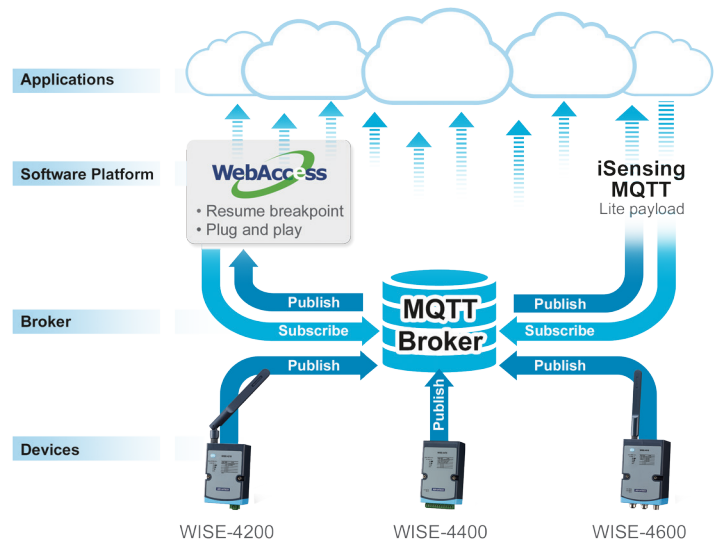 Applications
Software Platform
WebAccess
• Resume breakpoint
• Plug and play
iSensing
MQTT
Lite payload
Broker
Publish
Subscribe
Publish
MQTT
Broker
Publish
Subscribe
Publish
Publish
Devices
WISE-4200
WISE-4400
WISE-4600